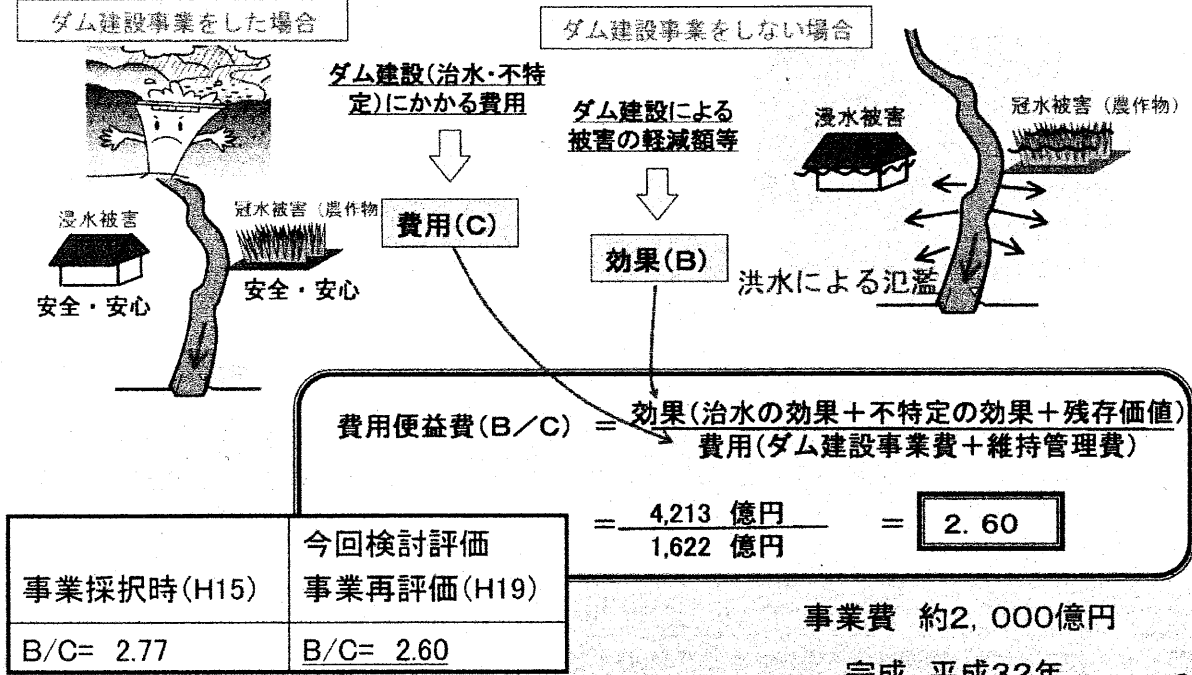 ダム建設事業をした場合
ダム建設事業をしない場合
ダム建設(治水・不特
定)にかかる費用
ダム建設による
被害の軽減額等
浸水被害
冠水被害（農作物）
浸水被害
冠水被害（農作物
費用(C)
効果(B)
安全・安心
安全・安心
洪水による氾濫
費用便益費(B／C) = 効果(治水の効果＋不特定の効果＋残存価値)
費用(ダム建設事業費＋維持管理費)
= 4,213 億円
1,622 億円
= 2. 60
今回検討評価
事業採択時(H15) 事業再評価(H19)
B/C= 2.77 B/C= 2.60
事業費 約2, 000億円
完成 平成32年